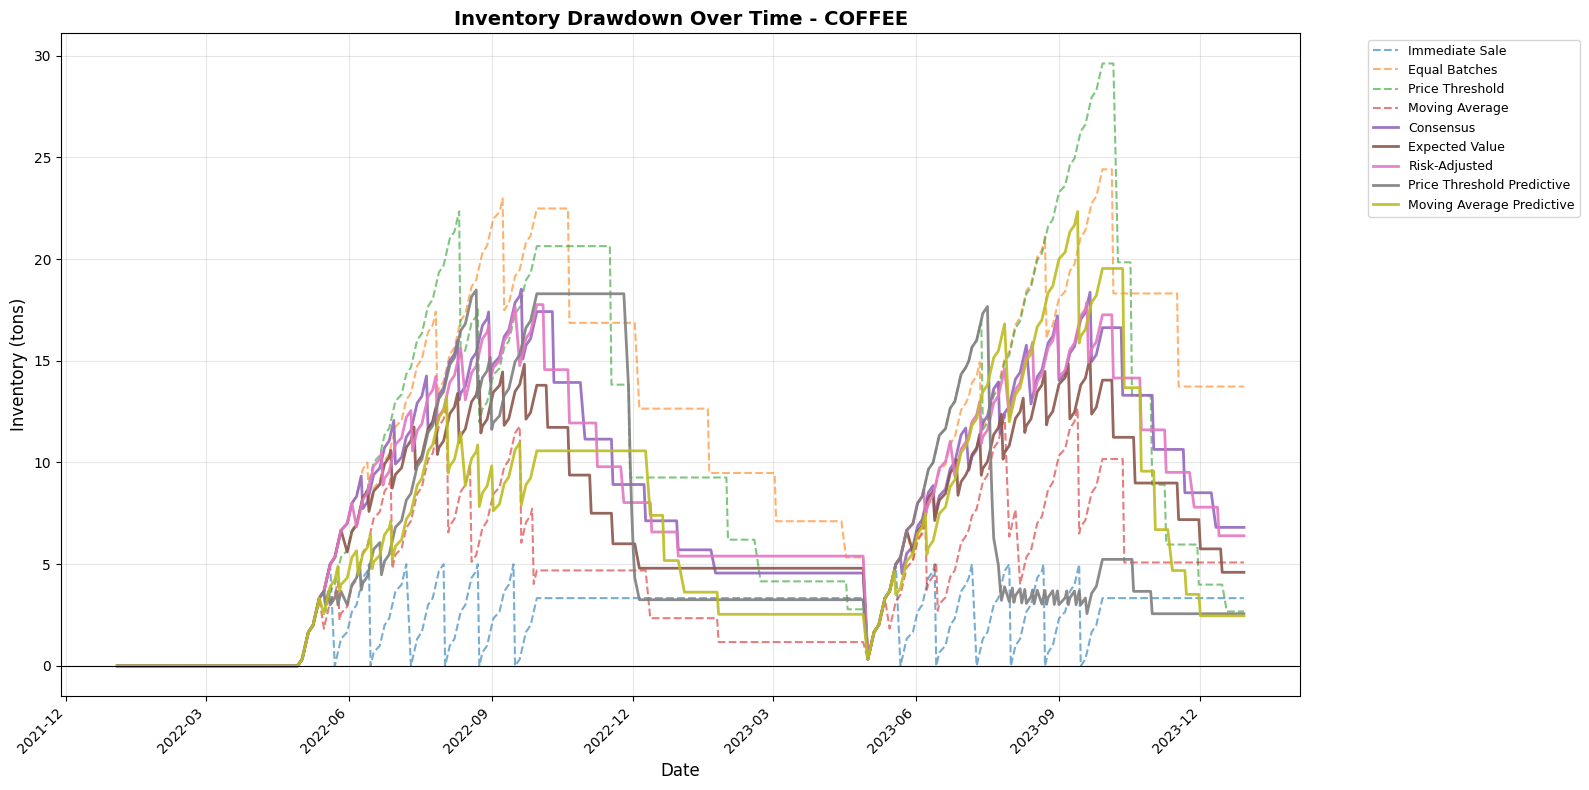 Inventory Drawdown Over Time - COFFEE
Inventory (tons)
30
25
20
15
10
5
0
2021-12
2022-03
2022-06
2022-09
2022-12
2023-03
2023-06
2023-09
2023-12
Date
Immediate Sale
Equal Batches
Price Threshold
Moving Average
Consensus
Expected Value
Risk-Adjusted
Price Threshold Predictive
Moving Average Predictive